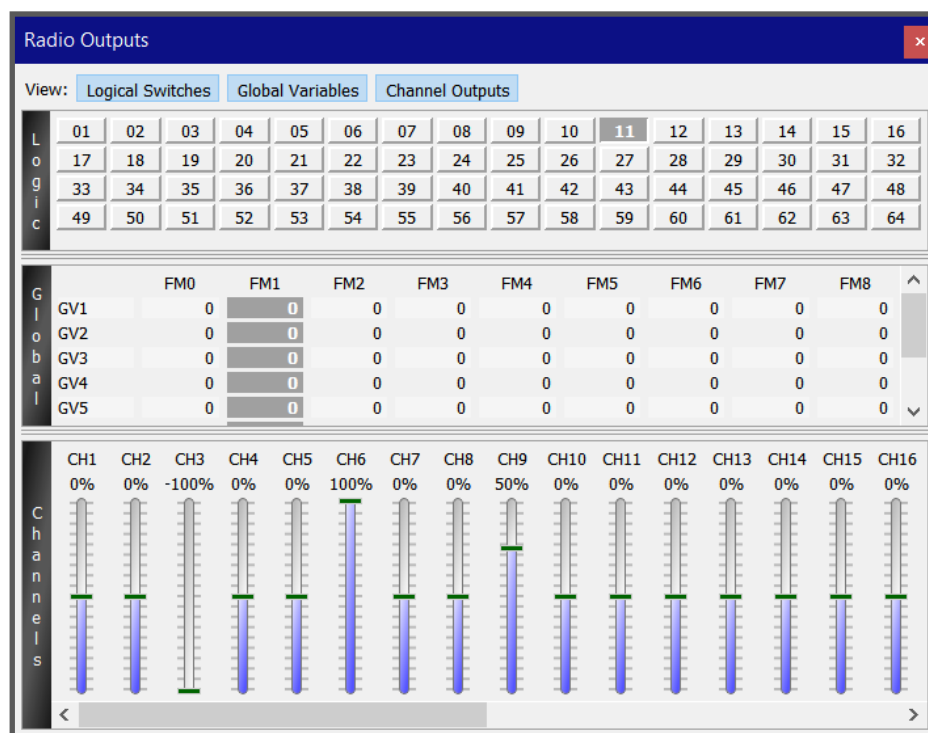 Radio Outputs
View: Logical Switches Global Variables Channel Outputs
Logic
01 02 03 04 05 06 07 08 09 10 11 12 13 14 15 16
17 18 19 20 21 22 23 24 25 26 27 28 29 30 31 32
33 34 35 36 37 38 39 40 41 42 43 44 45 46 47 48
49 50 51 52 53 54 55 56 57 58 59 60 61 62 63 64
Global
FM0 FM1 FM2 FM3 FM4 FM5 FM6 FM7 FM8
GV1 0 0 0 0 0 0 0 0 0
GV2 0 0 0 0 0 0 0 0 0
GV3 0 0 0 0 0 0 0 0 0
GV4 0 0 0 0 0 0 0 0 0
GV5 0 0 0 0 0 0 0 0 0
Channels
CH1 CH2 CH3 CH4 CH5 CH6 CH7 CH8 CH9 CH10 CH11 CH12 CH13 CH14 CH15 CH16
0% 0% -100% 0% 0% 100% 0% 0% 50% 0% 0% 0% 0% 0% 0% 0%